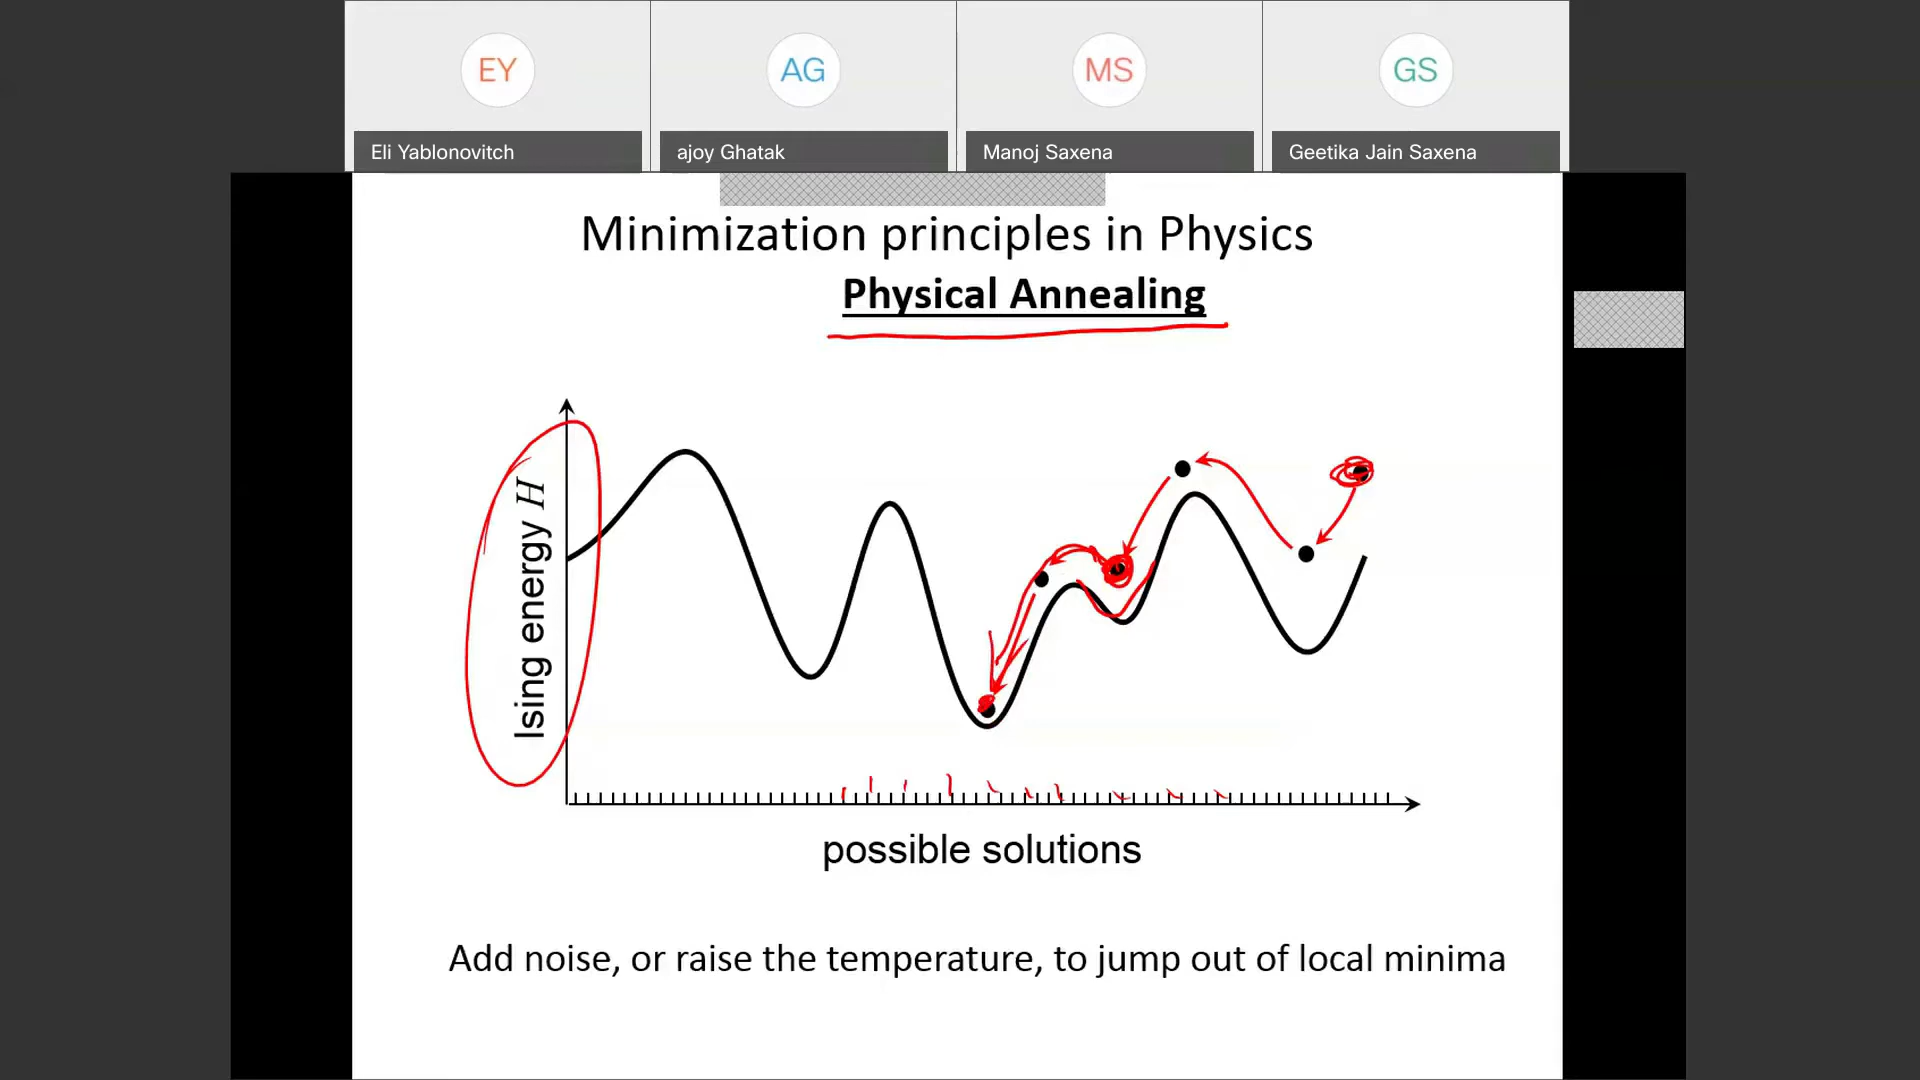 EY
AG
MS
GS
Eli Yablonovitch
ajoy Ghatak
Manoj Saxena
Geetika Jain Saxena
Minimization principles in Physics
Physical Annealing
Ising energy H
possible solutions
Add noise, or raise the temperature, to jump out of local minima